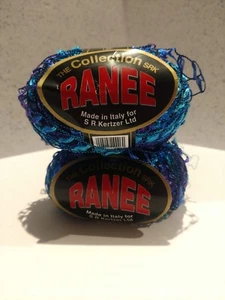 THE Collection SRK
RANEE
Made in Italy for
S R Kertzer Ltd
THE Collection SRK
RANEE
Made in Italy for
S R Kertzer Ltd